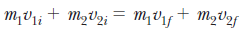 m₁v₁ᵢ + m₂v₂ᵢ = m₁v₁f + m₂v₂f